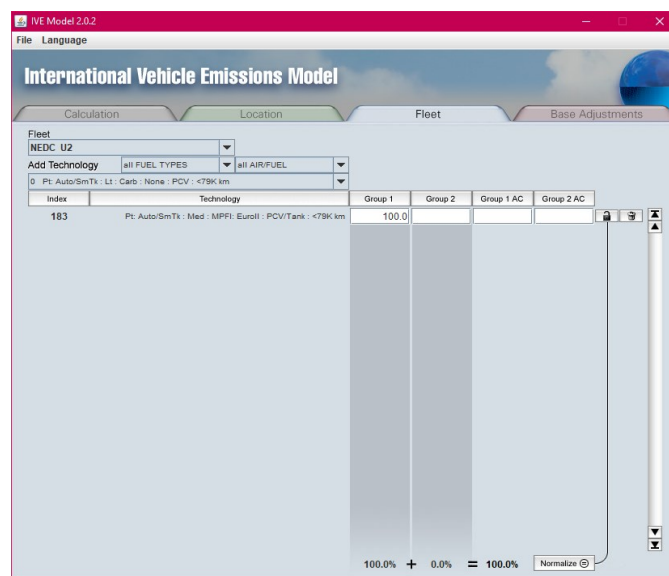 IVE Model 2.0.2
File Language
International Vehicle Emissions Model
Calculation Location Fleet Base Adjustments
Fleet
NEDC U2
Add Technology all FUEL TYPES all AIR/FUEL
0 Pt: Auto/SmTk : Lt : Carb : None : PCV : <79K km
Index Technology Group 1 Group 2 Group 1 AC Group 2 AC
183 Pt: Auto/SmTk : Med : MPFI: EuroII : PCV/Tank : <79K km 100.0
100.0% + 0.0% = 100.0% Normalize